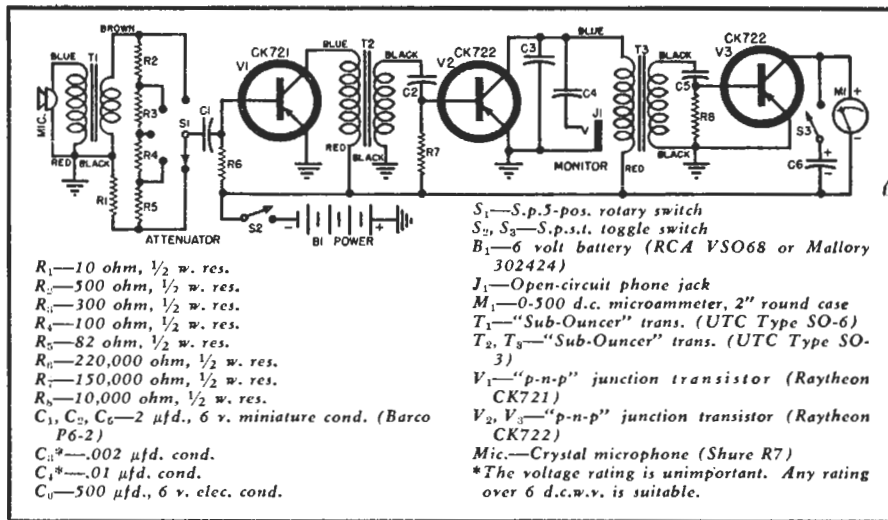 BROWN
BLUE
T1
R2
R3
R4
R5
S1
C1
MIC.
RED
BLACK
R1
ATTENUATOR
CK721
V1
R6
S2
B1 POWER
- +
BLUE
T2
BLACK
RED
BLACK
C2
R7
CK722
V2
C3
C4
J1
MONITOR
BLUE
T3
RED
BLACK
C5
R8
CK722
V3
S3
C6
+
-
M1 +
-
R₁—10 ohm, ½ w. res.
R₂—500 ohm, ½ w. res.
R₃—300 ohm, ½ w. res.
R₄—100 ohm, ½ w. res.
R₅—82 ohm, ½ w. res.
R₆—220,000 ohm, ½ w. res.
R₇—150,000 ohm, ½ w. res.
R₈—10,000 ohm, ½ w. res.
C₁, C₂, C₅—2 µfd., 6 v. miniature cond. (Barco
P6-2)
C₃*—.002 µfd. cond.
C₄*—.01 µfd. cond.
C₆—500 µfd., 6 v. elec. cond.
S₁—S.p.5-pos. rotary switch
S₂, S₃—S.p.s.t. toggle switch
B₁—6 volt battery (RCA VSO68 or Mallory
302424)
J₁—Open-circuit phone jack
M₁—0-500 d.c. microammeter, 2" round case
T₁—"Sub-Ouncer" trans. (UTC Type SO-6)
T₂, T₃—"Sub-Ouncer" trans. (UTC Type SO-
3)
V₁—"p-n-p" junction transistor (Raytheon
CK721)
V₂, V₃—"p-n-p" junction transistor (Raytheon
CK722)
Mic.—Crystal microphone (Shure R7)
*The voltage rating is unimportant. Any rating
over 6 d.c.w.v. is suitable.